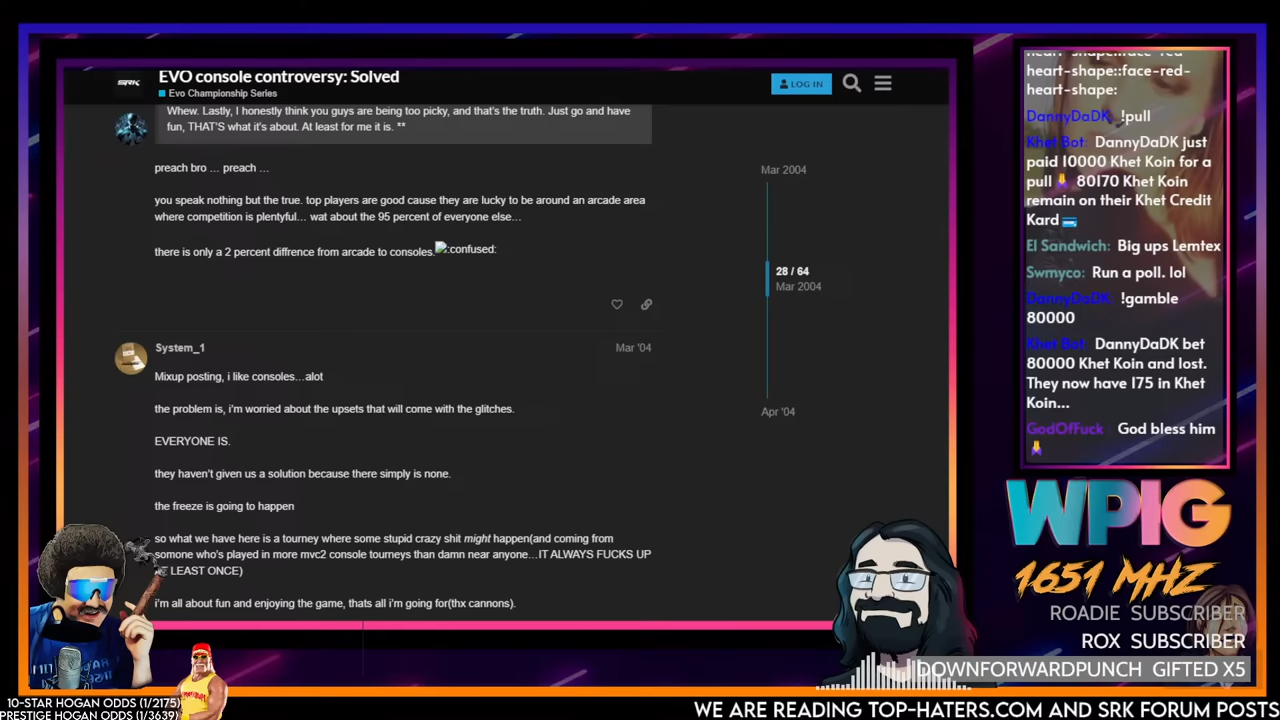 SRK
EVO console controversy: Solved
Evo Championship Series
LOG IN
Whew. Lastly, I honestly think you guys are being too picky, and that's the truth. Just go and have
fun, THAT'S what it's about. At least for me it is. **
preach bro ... preach ...
you speak nothing but the true. top players are good cause they are lucky to be around an arcade area
where competition is plentyful... wat about the 95 percent of everyone else...
there is only a 2 percent diffrence from arcade to consoles. :confused:
Mar 2004
28 / 64
Mar 2004
Apr '04
System_1
Mar '04
Mixup posting, i like consoles...alot
the problem is, i'm worried about the upsets that will come with the glitches.
EVERYONE IS.
they haven't given us a solution because there simply is none.
the freeze is going to happen
so what we have here is a tourney where some stupid crazy shit might happen(and coming from
somone who's played in more mvc2 console tourneys than damn near anyone...IT ALWAYS FUCKS UP
LEAST ONCE)
i'm all about fun and enjoying the game, thats all i'm going for(thx cannons).
heart-shape::face-red-
heart-shape::face-red-
heart-shape:
DannyDaDK !pull
Khet Bot: DannyDaDK just
paid 10000 Khet Koin for a
pull 80170 Khet Koin
remain on their Khet Credit
Kard
El Sandwich: Big ups Lemtex
Swmyco: Run a poll. lol
DannyDaDK !gamble
80000
Khet Bot: DannyDaDK bet
80000 Khet Koin and lost.
They now have 175 in Khet
Koin...
GodOfFuck God bless him
WPIG
1651 MHZ
ROADIE SUBSCRIBER
ROX SUBSCRIBER
DOWNFORWARDPUNCH GIFTED X5
10-STAR HOGAN ODDS (1/2175)
PRESTIGE HOGAN ODDS (1/3639)
WE ARE READING TOP-HATERS.COM AND SRK FORUM POSTS